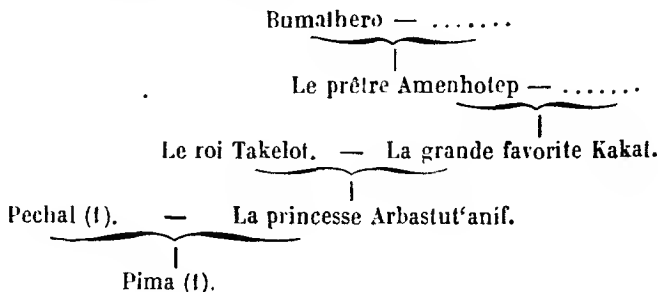 Bumalhero — .......
Le prêtre Amenhotep — .......
Le roi Takelot. — La grande favorite Kakat.
Pechal (1). — La princesse Arbastut‘anif.
Pima (1).